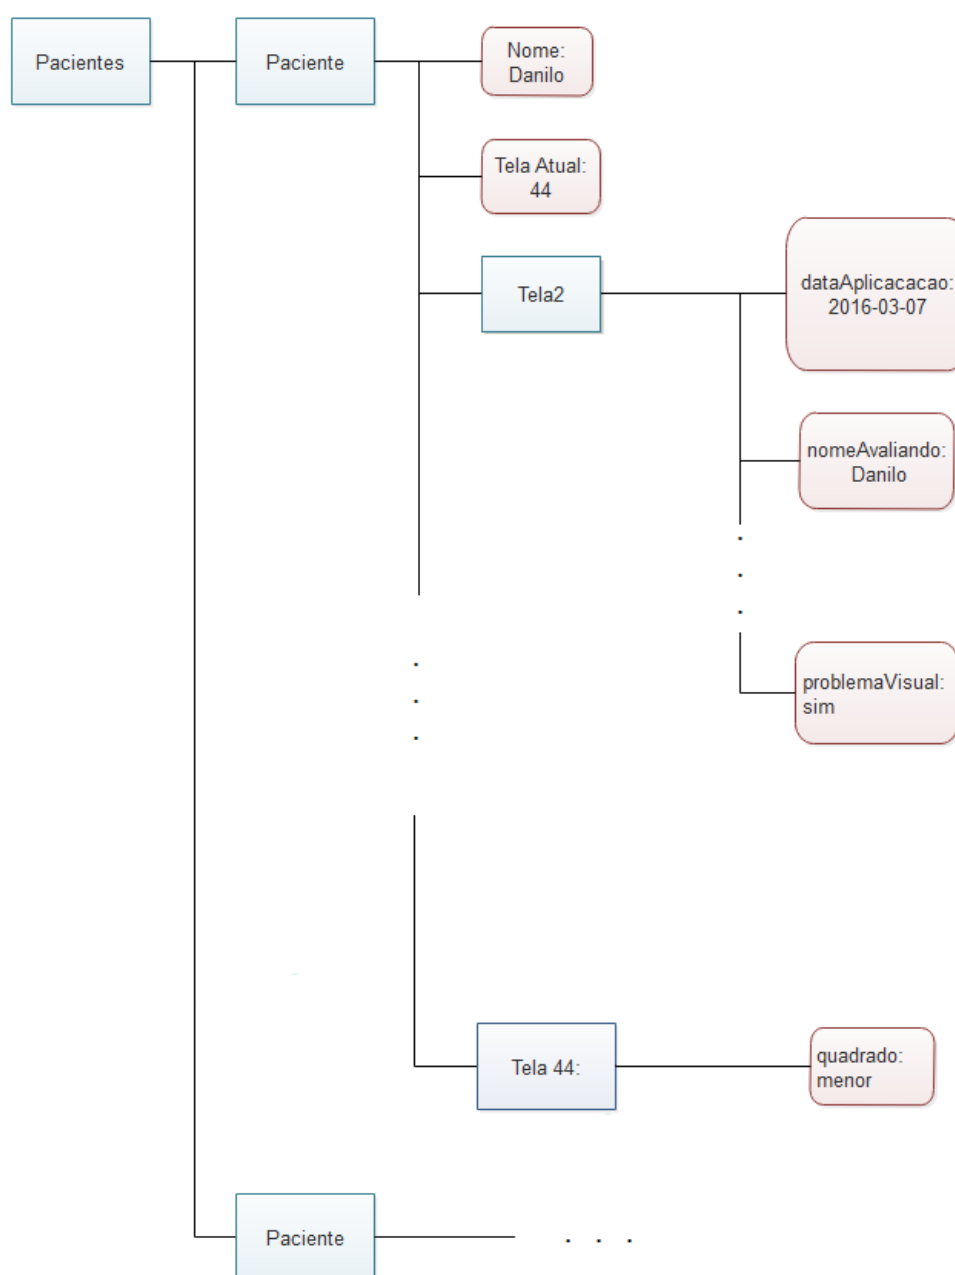 Pacientes
Paciente
Nome:
Danilo
Tela Atual:
44
Tela2
dataAplicacacao:
2016-03-07
nomeAvaliando:
Danilo
.
.
.
problemaVisual:
sim
.
.
.
Tela 44:
quadrado:
menor
Paciente
. . .